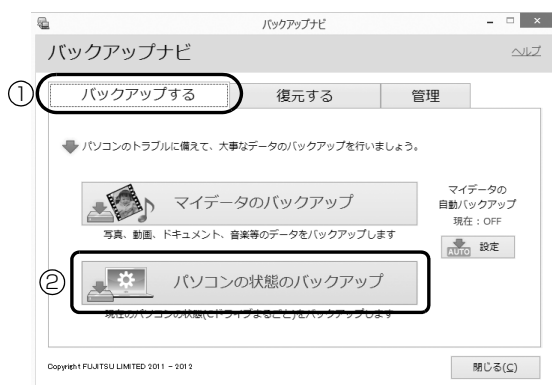 バックアップナビ
バックアップナビ
ヘルプ
①
バックアップする
復元する
管理
パソコンのトラブルに備えて、大事なデータのバックアップを行いましょう。
マイデータのバックアップ
写真、動画、ドキュメント、音楽等のデータをバックアップします
マイデータの
自動バックアップ
現在：OFF
AUTO 設定
②
パソコンの状態のバックアップ
現在のパソコンの状態(Cドライブまるごと)をバックアップします
Copyright FUJITSU LIMITED 2011 - 2012
閉じる(C)